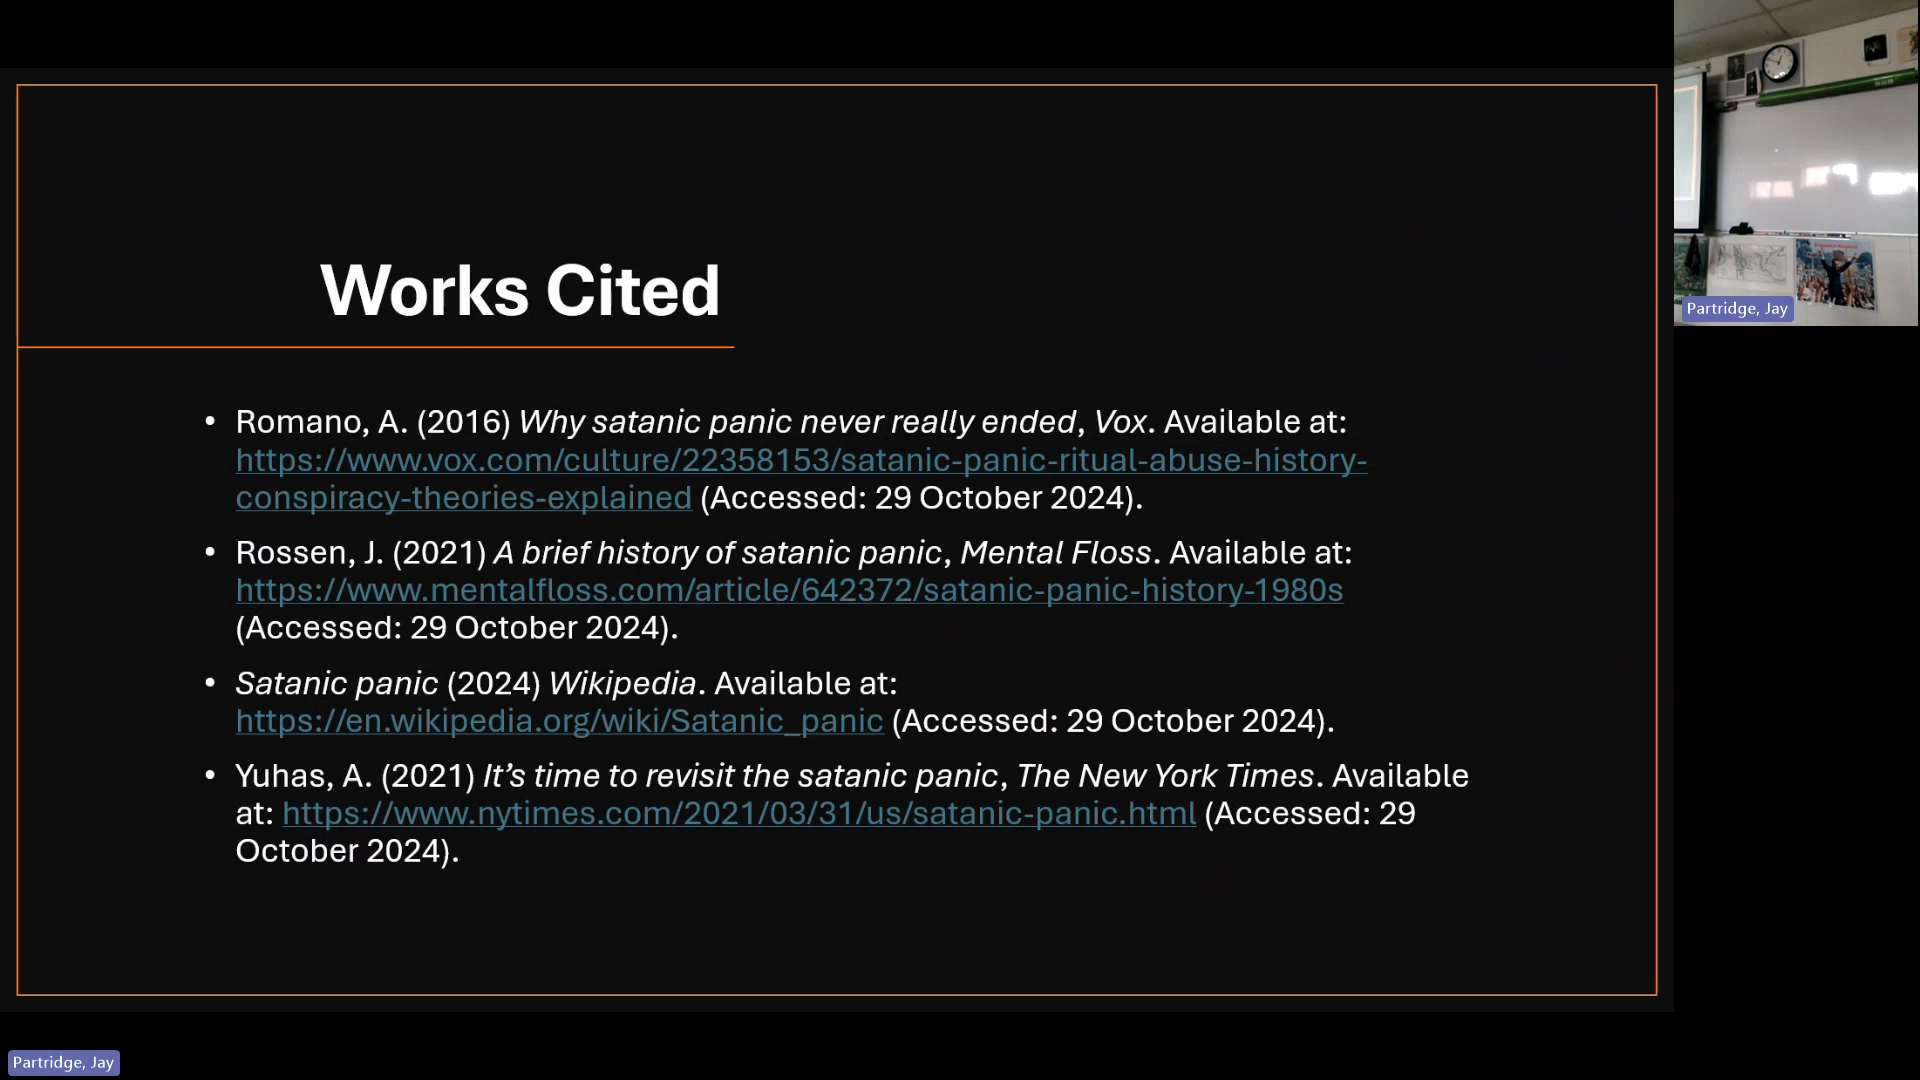 Works Cited
• Romano, A. (2016) Why satanic panic never really ended, Vox. Available at:
https://www.vox.com/culture/22358153/satanic-panic-ritual-abuse-history-
conspiracy-theories-explained (Accessed: 29 October 2024).
• Rossen, J. (2021) A brief history of satanic panic, Mental Floss. Available at:
https://www.mentalfloss.com/article/642372/satanic-panic-history-1980s
(Accessed: 29 October 2024).
• Satanic panic (2024) Wikipedia. Available at:
https://en.wikipedia.org/wiki/Satanic_panic (Accessed: 29 October 2024).
• Yuhas, A. (2021) It’s time to revisit the satanic panic, The New York Times. Available
at: https://www.nytimes.com/2021/03/31/us/satanic-panic.html (Accessed: 29
October 2024).
Partridge, Jay
Partridge, Jay